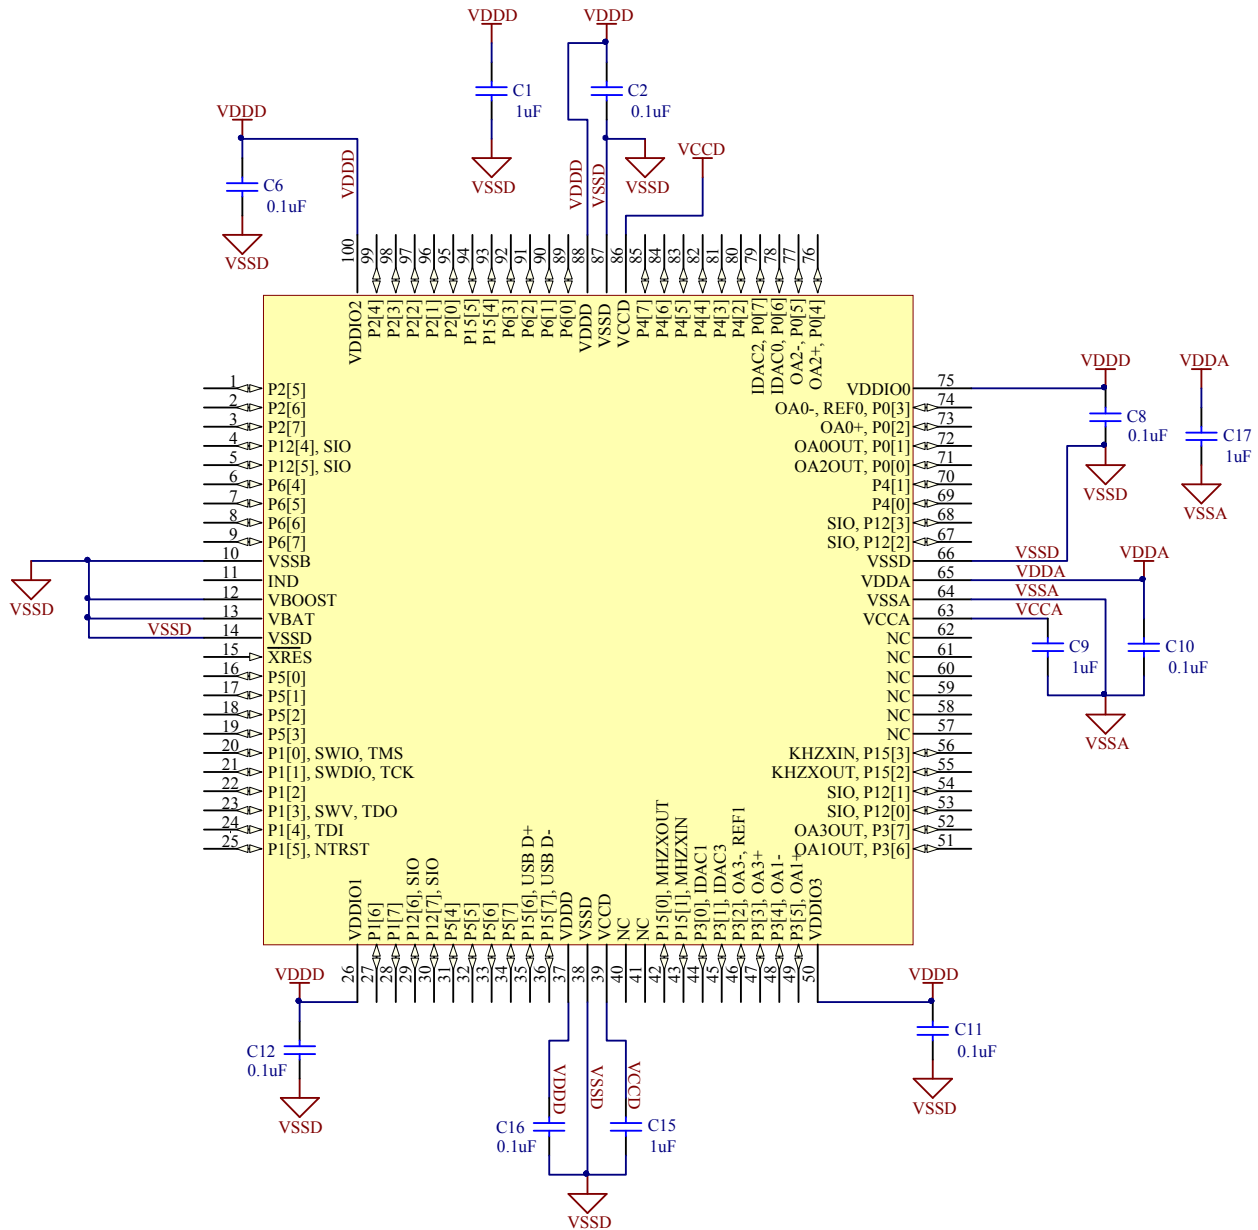 VDDD
VDDD
C1
1uF
C2
0.1uF
VDDD
C6
0.1uF
VSSD
VSSD
VSSD
VCCD
VDDD
VDDD
VSSD
100
99
98
97
96
95
94
93
92
91
90
89
88
87
86
85
84
83
82
81
80
79
78
77
76
VDDIO2
P2[4]
P2[3]
P2[2]
P2[1]
P2[0]
P15[5]
P15[4]
P6[3]
P6[2]
P6[1]
P6[0]
VDDD
VSSD
VCCD
P4[7]
P4[6]
P4[5]
P4[4]
P4[3]
P4[2]
IDAC2, P0[7]
IDAC0, P0[6]
OA2-, P0[5]
OA2+, P0[4]
1 P2[5]
2 P2[6]
3 P2[7]
4 P12[4], SIO
5 P12[5], SIO
6 P6[4]
7 P6[5]
8 P6[6]
9 P6[7]
10 VSSB
11 IND
12 VBOOST
13 VBAT
VSSD 14 VSSD
15 XRES
16 P5[0]
17 P5[1]
18 P5[2]
19 P5[3]
20 P1[0], SWIO, TMS
21 P1[1], SWDIO, TCK
22 P1[2]
23 P1[3], SWV, TDO
24 P1[4], TDI
25 P1[5], NTRST
VSSD
VDDIO0 75
OA0-, REF0, P0[3] 74
OA0+, P0[2] 73
OA0OUT, P0[1] 72
OA2OUT, P0[0] 71
P4[1] 70
P4[0] 69
SIO, P12[3] 68
SIO, P12[2] 67
VSSD 66 VSSD
VDDA 65 VDDA
VSSA 64 VSSA
VCCA 63 VCCA
NC 62
NC 61
NC 60
NC 59
NC 58
NC 57
KHZXIN, P15[3] 56
KHZXOUT, P15[2] 55
SIO, P12[1] 54
SIO, P12[0] 53
OA3OUT, P3[7] 52
OA1OUT, P3[6] 51
VDDD
C8
0.1uF
VSSD
VDDA
C17
1uF
VSSA
VDDA
C9
1uF
C10
0.1uF
VSSA
VDDIO1
P1[6]
P1[7]
P12[6], SIO
P12[7], SIO
P5[4]
P5[5]
P5[6]
P5[7]
P15[6], USB D+
P15[7], USB D-
VDDD
VSSD
VCCD
NC
NC
P15[0], MHZXOUT
P15[1], MHZXIN
P3[0], IDAC1
P3[1], IDAC3
P3[2], OA3-, REF1
P3[3], OA3+
P3[4], OA1-
P3[5], OA1+
VDDIO3
26
27
28
29
30
31
32
33
34
35
36
37
38
39
40
41
42
43
44
45
46
47
48
49
50
VDDD
C12
0.1uF
VSSD
VDDD
VSSD
VCCD
C16
0.1uF
C15
1uF
VSSD
VDDD
C11
0.1uF
VSSD